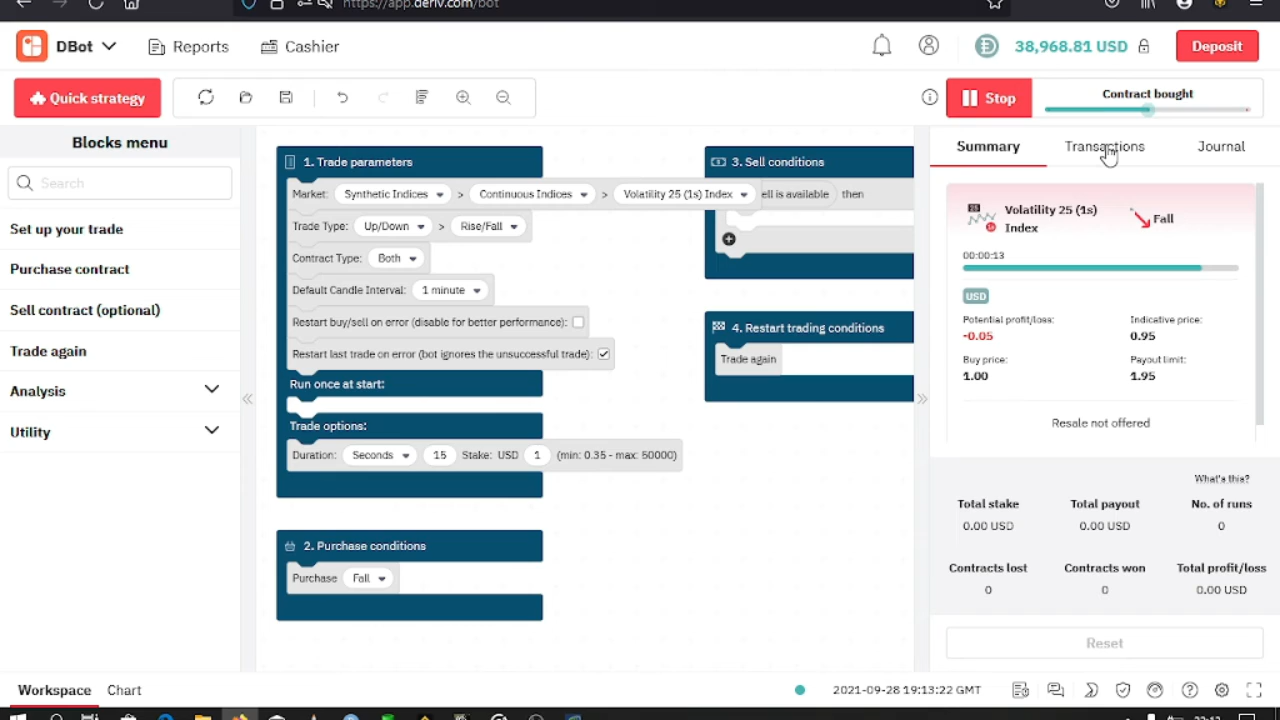 https://app.deriv.com/bot
DBot
Reports
Cashier
38,968.81 USD
Deposit
Quick strategy
Stop
Contract bought
Blocks menu
Search
Set up your trade
Purchase contract
Sell contract (optional)
Trade again
Analysis
Utility
1. Trade parameters
Market: Synthetic Indices > Continuous Indices > Volatility 25 (1s) Index
Trade Type: Up/Down > Rise/Fall
Contract Type: Both
Default Candle Interval: 1 minute
Restart buy/sell on error (disable for better performance):
Restart last trade on error (bot ignores the unsuccessful trade):
Run once at start:
Trade options:
Duration: Seconds 15 Stake: USD 1 (min: 0.35 - max: 50000)
2. Purchase conditions
Purchase Fall
3. Sell conditions
ell is available then
4. Restart trading conditions
Trade again
Summary
Transactions
Journal
Volatility 25 (1s)
Index
Fall
00:00:13
USD
Potential profit/loss:
Indicative price:
-0.05
0.95
Buy price:
Payout limit:
1.00
1.95
Resale not offered
What's this?
Total stake
Total payout
No. of runs
0.00 USD
0.00 USD
0
Contracts lost
Contracts won
Total profit/loss
0
0
0.00 USD
Reset
Workspace
Chart
2021-09-28 19:13:22 GMT